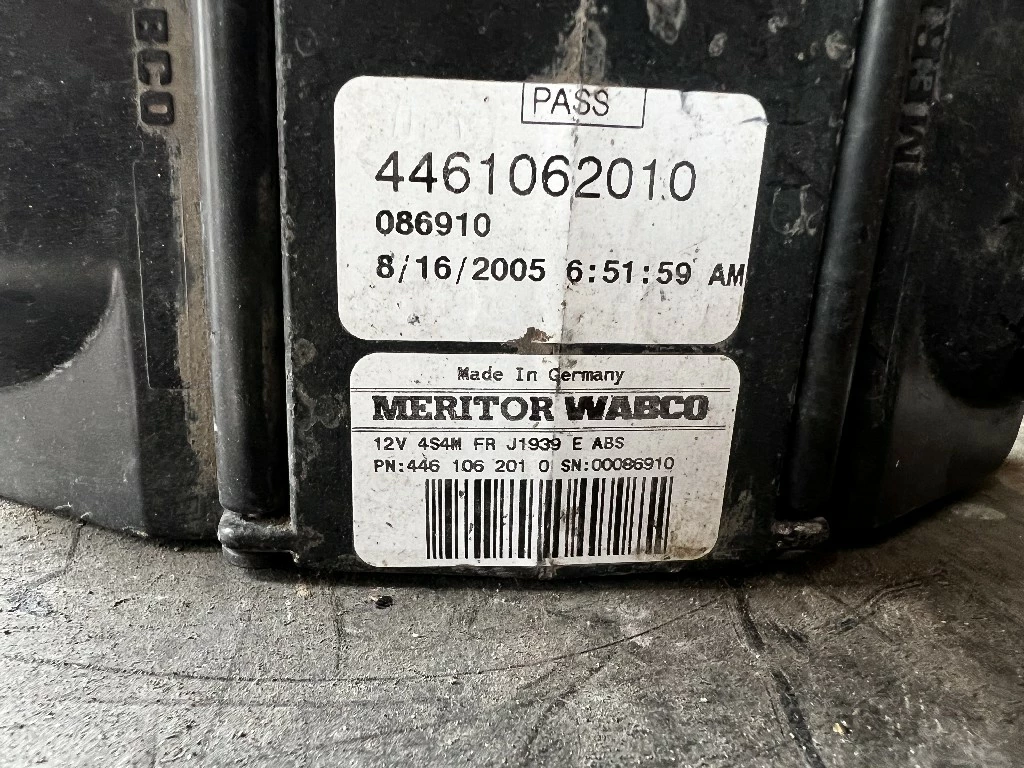 BCO
PASS
4461062010
086910
8/16/2005 6:51:59 AM
Made In Germany
MERITOR WABCO
12V 4S4M FR J1939 E ABS
PN:446 106 201 0 SN:00086910